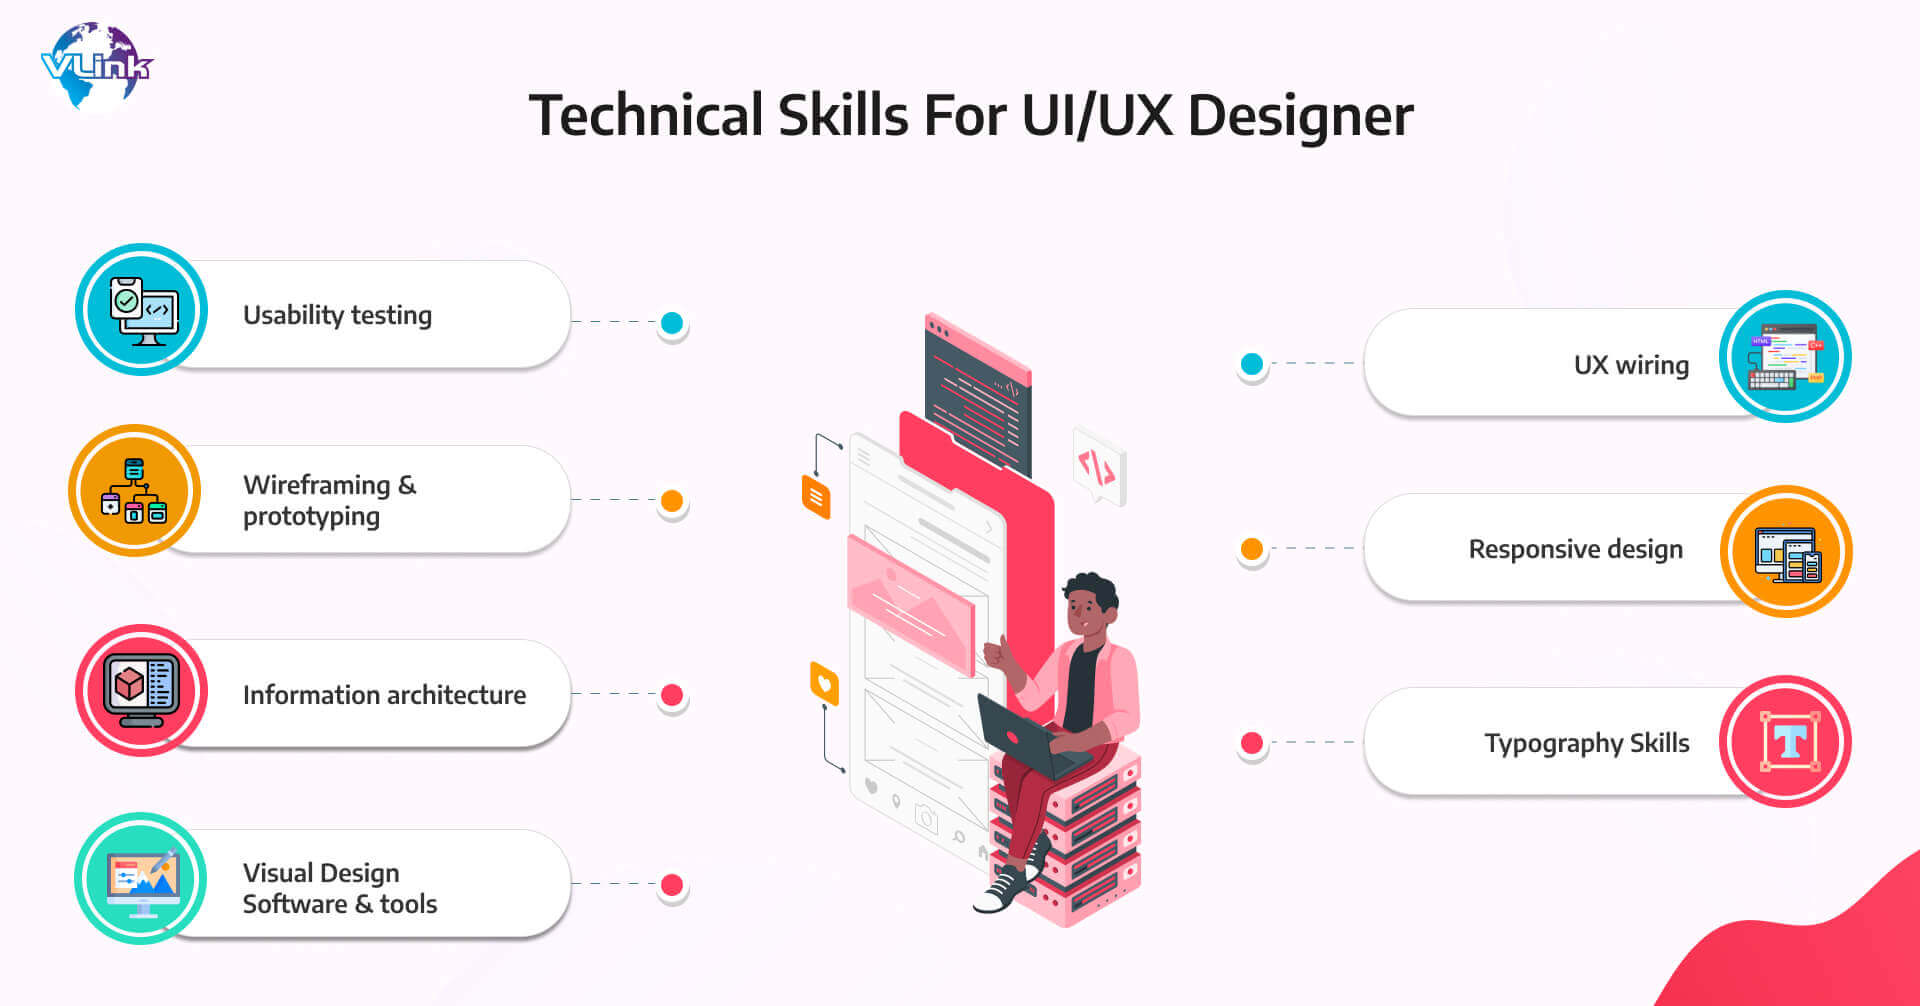 VLink
Technical Skills For UI/UX Designer
Usability testing
Wireframing &
prototyping
Information architecture
Visual Design
Software & tools
UX wiring
HTML
C++
Responsive design
Typography Skills
T